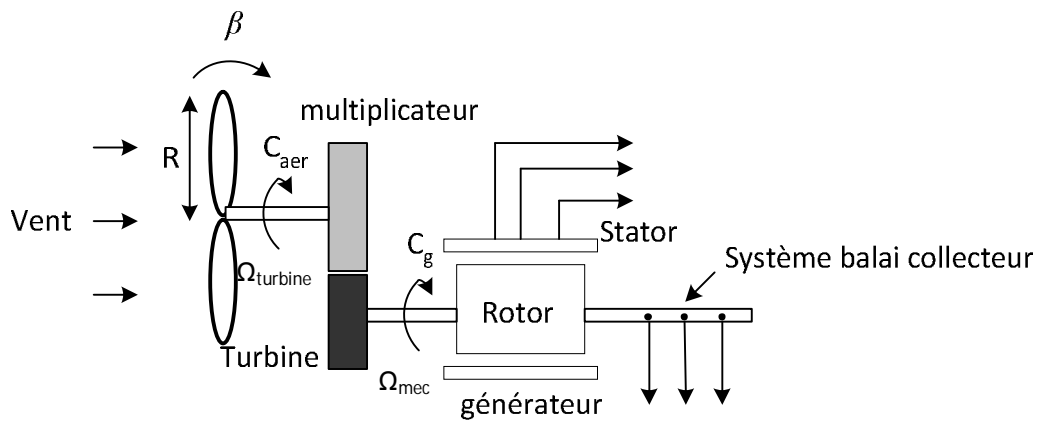 β
multiplicateur
R
C_aer
Vent
Ω_turbine
Stator
C_g
Système balai collecteur
Rotor
Turbine
Ω_mec
générateur